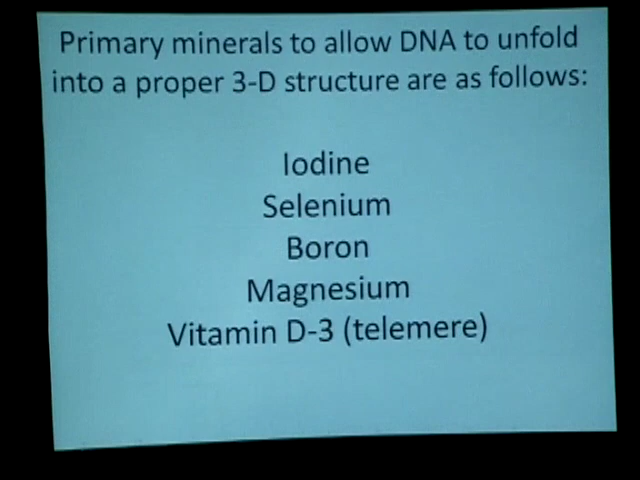 Primary minerals to allow DNA to unfold
into a proper 3-D structure are as follows:
Iodine
Selenium
Boron
Magnesium
Vitamin D-3 (telemere)